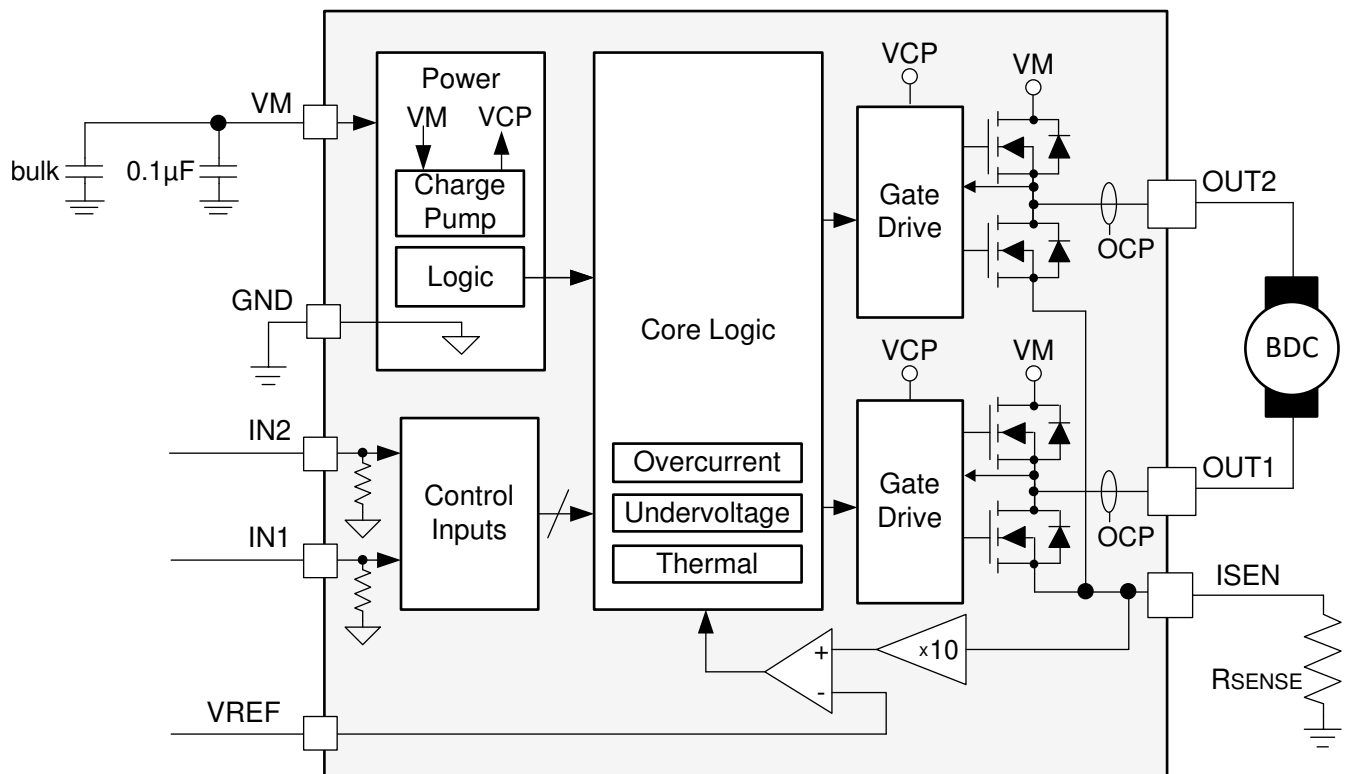 Power
VM
VCP
Charge
Pump
Logic
VM
bulk
0.1µF
GND
IN2
IN1
Control
Inputs
VREF
Core Logic
Overcurrent
Undervoltage
Thermal
VCP
VM
Gate
Drive
OCP
OUT2
BDC
VCP
VM
Gate
Drive
OCP
OUT1
ISEN
x10
+
-
RSENSE